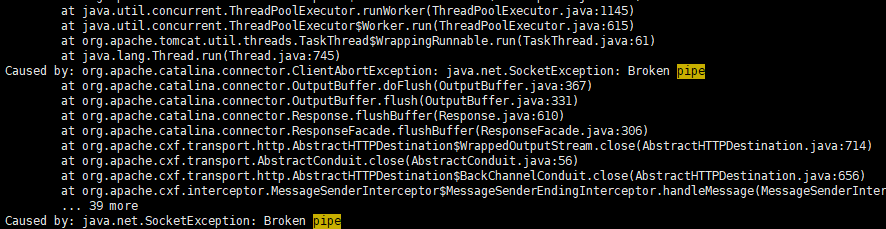 at java.util.concurrent.ThreadPoolExecutor.runWorker(ThreadPoolExecutor.java:1145)
at java.util.concurrent.ThreadPoolExecutor$Worker.run(ThreadPoolExecutor.java:615)
at org.apache.tomcat.util.threads.TaskThread$WrappingRunnable.run(TaskThread.java:61)
at java.lang.Thread.run(Thread.java:745)
Caused by: org.apache.catalina.connector.ClientAbortException: java.net.SocketException: Broken pipe
at org.apache.catalina.connector.OutputBuffer.doFlush(OutputBuffer.java:367)
at org.apache.catalina.connector.OutputBuffer.flush(OutputBuffer.java:331)
at org.apache.catalina.connector.Response.flushBuffer(Response.java:610)
at org.apache.catalina.connector.ResponseFacade.flushBuffer(ResponseFacade.java:306)
at org.apache.cxf.transport.http.AbstractHTTPDestination$WrappedOutputStream.close(AbstractHTTPDestination.java:714)
at org.apache.cxf.transport.AbstractConduit.close(AbstractConduit.java:56)
at org.apache.cxf.transport.http.AbstractHTTPDestination$BackChannelConduit.close(AbstractHTTPDestination.java:656)
at org.apache.cxf.interceptor.MessageSenderInterceptor$MessageSenderEndingInterceptor.handleMessage(MessageSenderInter
... 39 more
Caused by: java.net.SocketException: Broken pipe